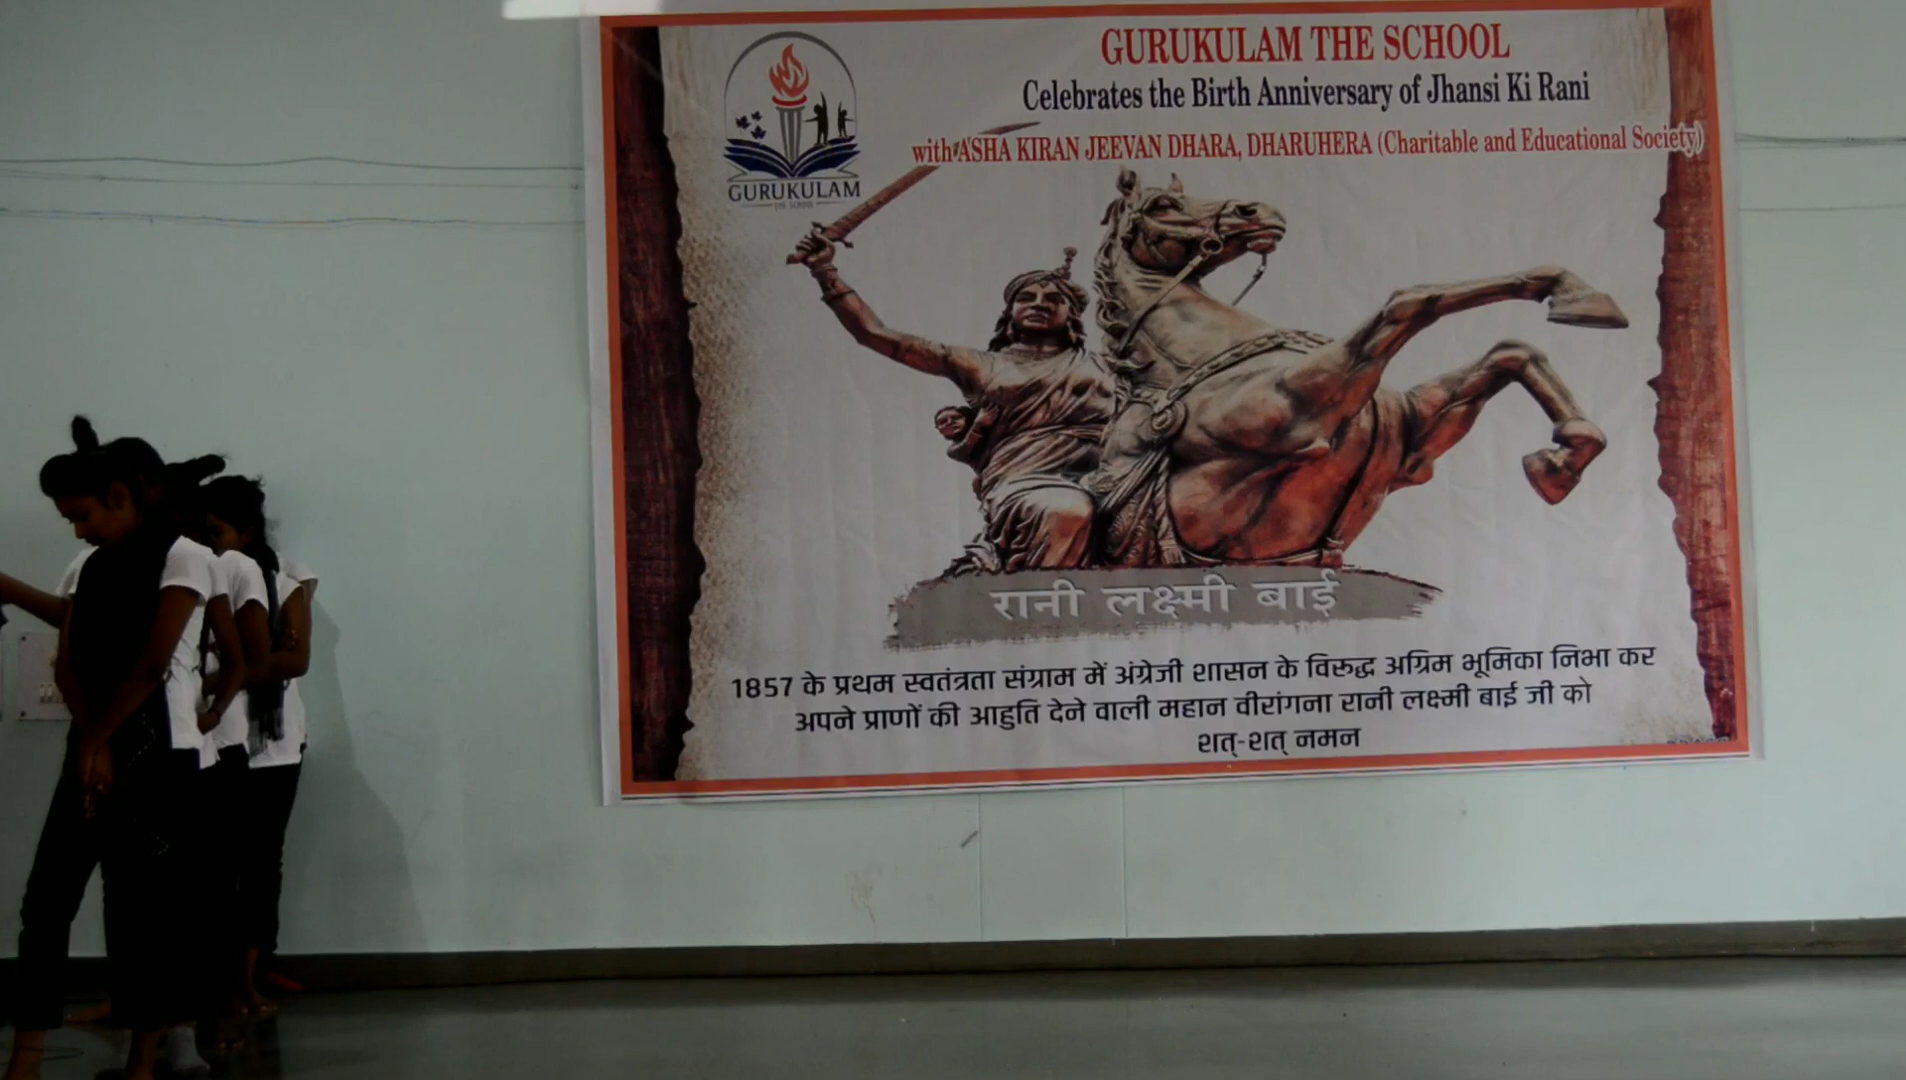 GURUKULAM THE SCHOOL
Celebrates the Birth Anniversary of Jhansi Ki Rani
with ASHA KIRAN JEEVAN DHARA, DHARUHERA (Charitable and Educational Society)
GURUKULAM
THE SCHOOL
रानी लक्ष्मी बाई
1857 के प्रथम स्वतंत्रता संग्राम में अंग्रेजी शासन के विरुद्ध अग्रिम भूमिका निभा कर
अपने प्राणों की आहुति देने वाली महान वीरांगना रानी लक्ष्मी बाई जी को
शत्-शत् नमन